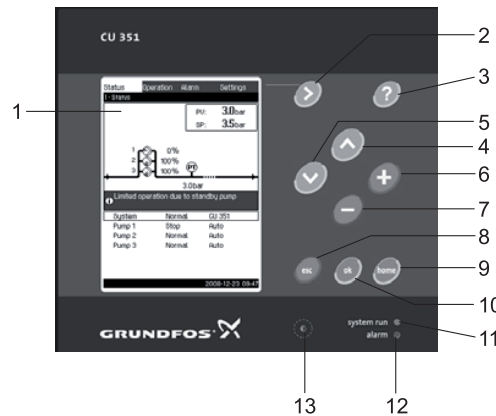 CU 351
Status Operation Alarm Settings
1 - Status
PV: 3.0bar
SP: 3.5bar
1 0%
2 100%
3 100%
PT
3.0bar
Limited operation due to standby pump
System Normal CU 351
Pump 1 Stop Auto
Pump 2 Normal Auto
Pump 3 Normal Auto
2008-12-23 09:47
GRUNDFOS
?
esc
ok
home
system run
alarm
1
2
3
5
4
6
7
8
9
10
11
12
13